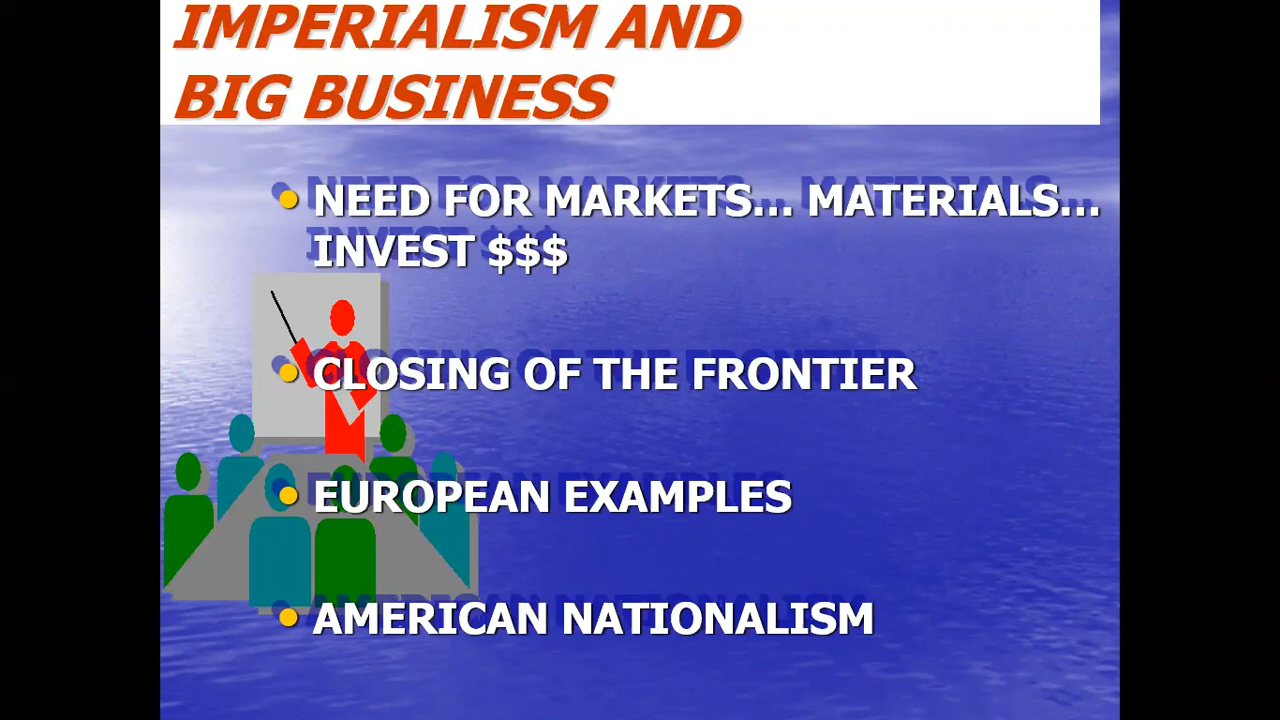 IMPERIALISM AND
BIG BUSINESS
• NEED FOR MARKETS... MATERIALS...
INVEST $$$
• CLOSING OF THE FRONTIER
• EUROPEAN EXAMPLES
• AMERICAN NATIONALISM